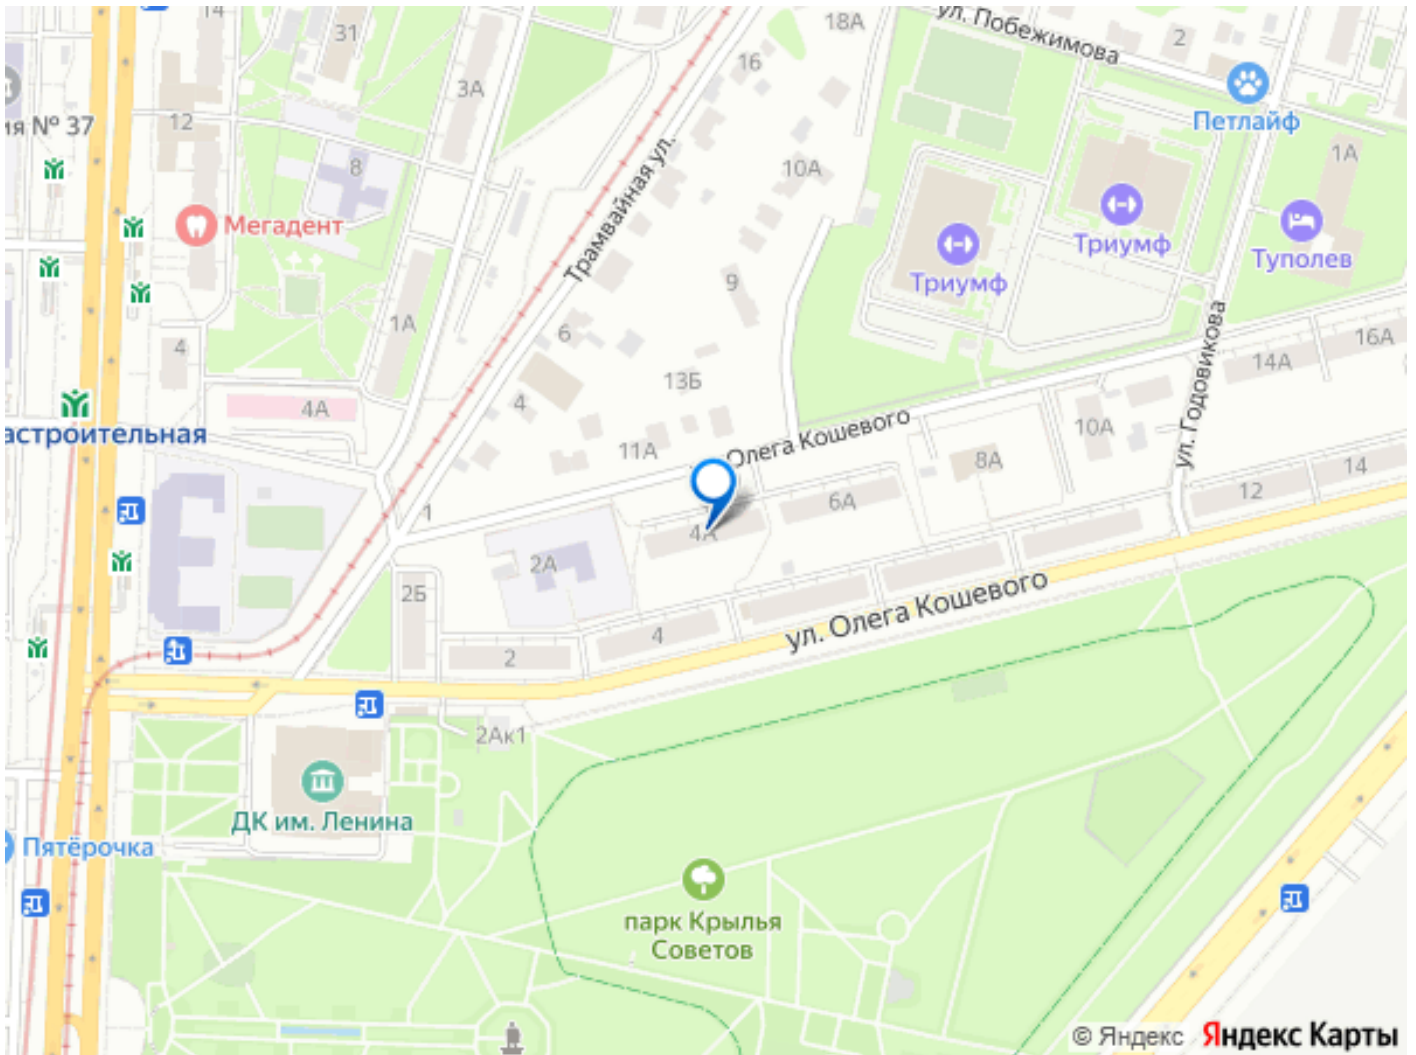 14
31
ул. Побежимова
18А
2
16
3А
Петлайф
ия № 37
12
8
1А
10А
Трамвайная ул.
Мегадент
Триумф
Туполев
Триумф
9
1А
6
ул. Годовикова
4
14А
16А
13Б
4А
4
10А
астроительная
11А
Олега Кошевого
8А
14
12
1
6А
4А
2А
2Б
ул. Олега Кошевого
4
2
2Ак1
ДК им. Ленина
Пятёрочка
парк Крылья
Советов
© Яндекс Яндекс Карты